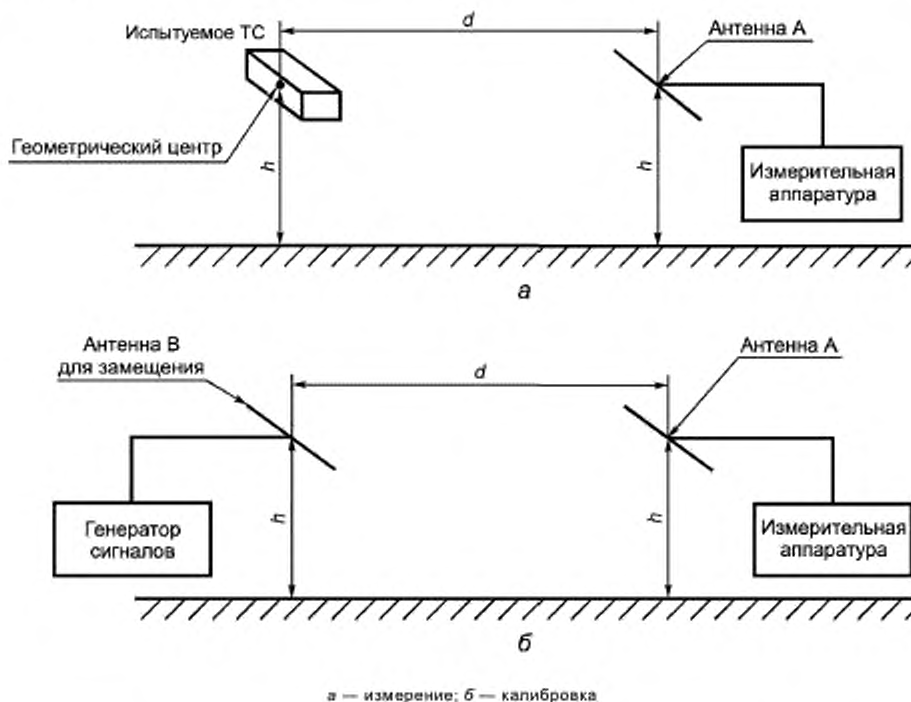 d
Испытуемое ТС
Антенна А
Геометрический центр
h
h
Измерительная
аппаратура
а
Антенна В
для замещения
Антенна А
d
h
h
Генератор
сигналов
Измерительная
аппаратура
б
а — измерение; б — калибровка